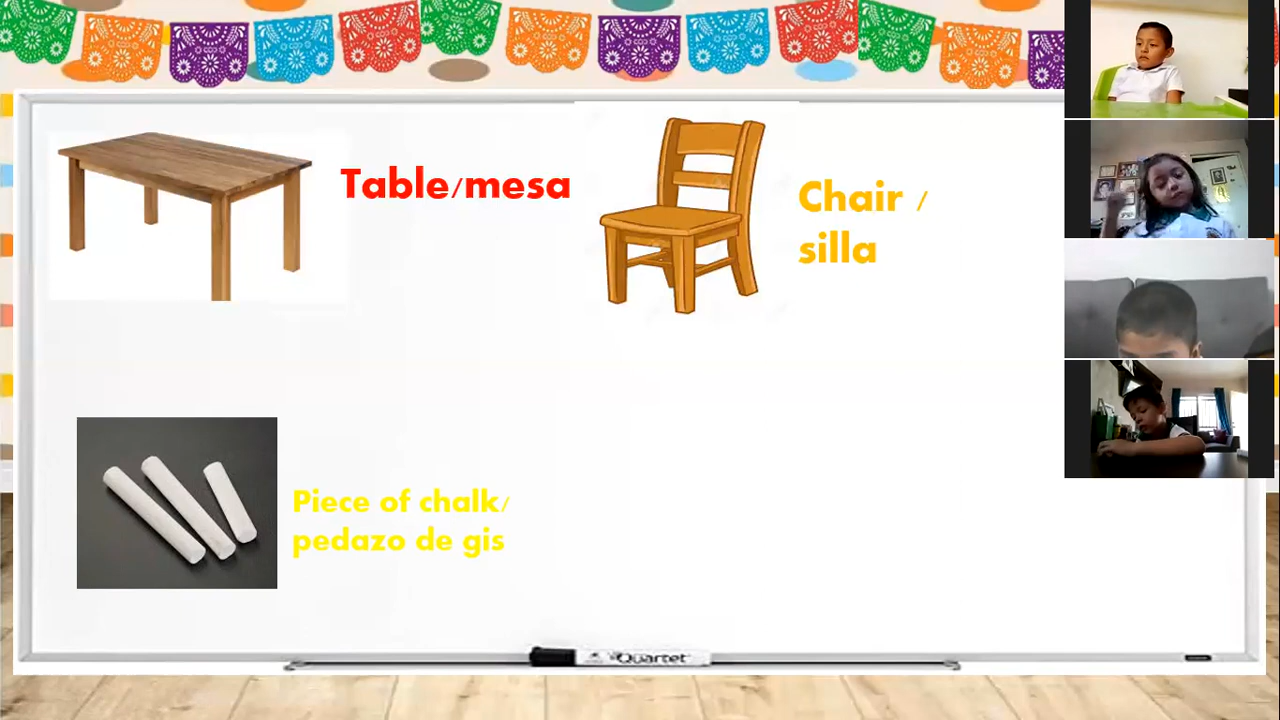 Table/mesa
Chair /
silla
Piece of chalk/
pedazo de gis
Quartet